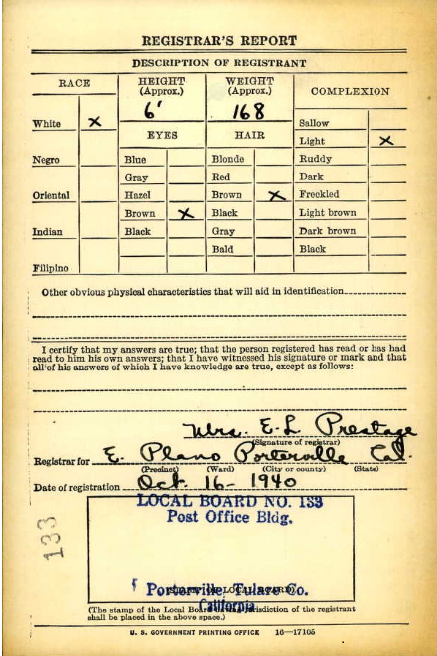 REGISTRAR'S REPORT
DESCRIPTION OF REGISTRANT
RACE
HEIGHT (Approx.)
WEIGHT (Approx.)
COMPLEXION
6' 168
White X
Sallow
Light X
EYES HAIR
Negro Blue Blonde Ruddy
Gray Red Dark
Oriental Hazel Brown X Freckled
Brown X Black Light brown
Indian Black Gray Dark brown
Bald Black
Filipino
Other obvious physical characteristics that will aid in identification
I certify that my answers are true; that the person registered has read or has had
read to him his own answers; that I have witnessed his signature or mark and that
all of his answers of which I have knowledge are true, except as follows:
Mrs. E. L. Prestage
(Signature of registrar)
Registrar for E. Plano Porterville Cal.
(Precinct) (Ward) (City or county) (State)
Date of registration Oct. 16- 1940
LOCAL BOARD NO. 133
Post Office Bldg.
133
Porterville, Tulare Co.
California
(The stamp of the Local Board having jurisdiction of the registrant
shall be placed in the above space.)
U. S. GOVERNMENT PRINTING OFFICE 16—17105